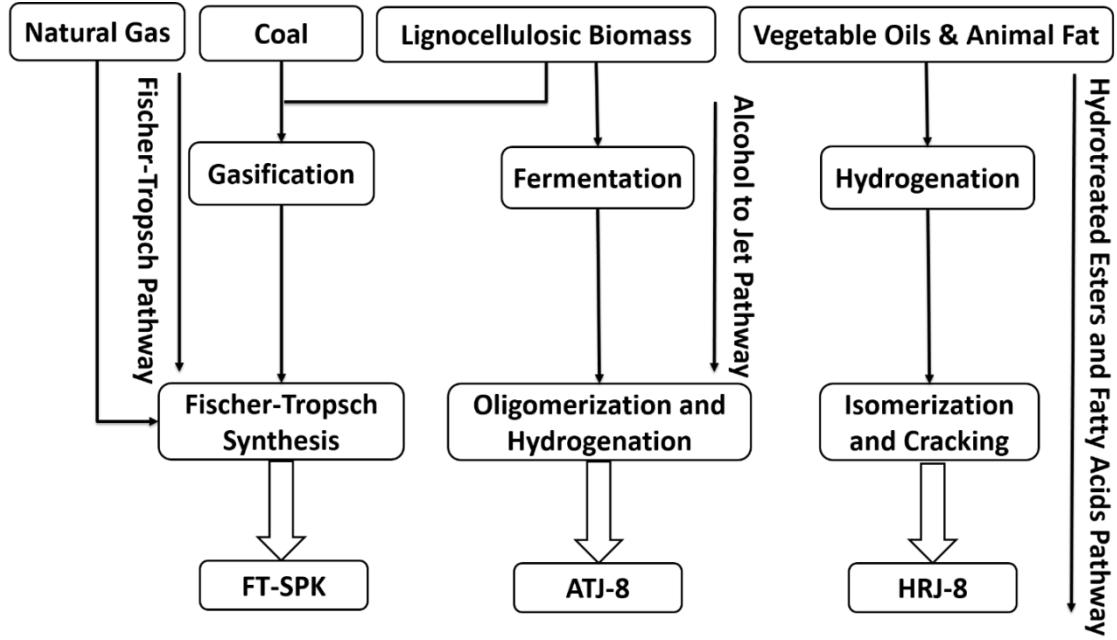 Natural Gas
Coal
Lignocellulosic Biomass
Vegetable Oils & Animal Fat
Fischer-Tropsch Pathway
Alcohol to Jet Pathway
Hydrotreated Esters and Fatty Acids Pathway
Gasification
Fermentation
Hydrogenation
Fischer-Tropsch
Synthesis
Oligomerization and
Hydrogenation
Isomerization
and Cracking
FT-SPK
ATJ-8
HRJ-8